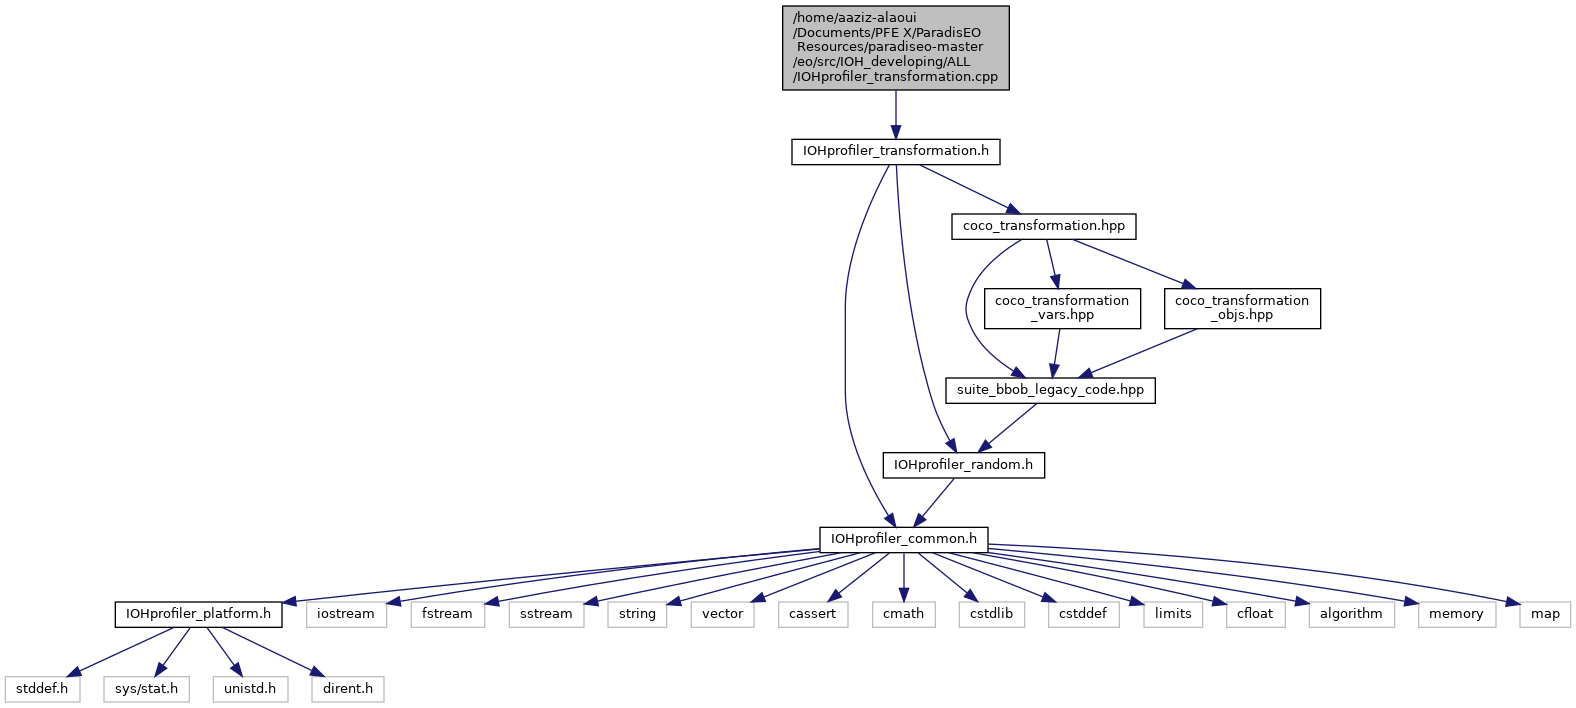 /home/aaziz-alaoui
/Documents/PFE X/ParadisEO
Resources/paradiseo-master
/eo/src/IOH_developing/ALL
/IOHprofiler_transformation.cpp
IOHprofiler_transformation.h
coco_transformation.hpp
coco_transformation
_vars.hpp
coco_transformation
_objs.hpp
suite_bbob_legacy_code.hpp
IOHprofiler_random.h
IOHprofiler_common.h
IOHprofiler_platform.h
iostream
fstream
sstream
string
vector
cassert
cmath
cstdlib
cstddef
limits
cfloat
algorithm
memory
map
stddef.h
sys/stat.h
unistd.h
dirent.h